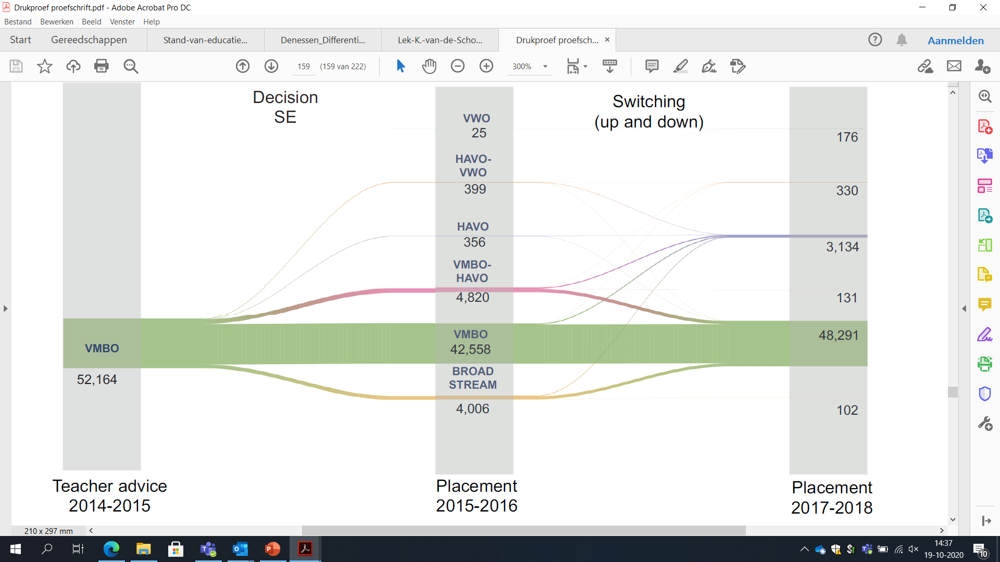 Drukproef proefschrift.pdf - Adobe Acrobat Pro DC
Bestand Bewerken Beeld Venster Help
Start Gereedschappen Stand-van-educatie... Denessen_Differenti... Lek-K.-van-de-Scho... Drukproef proefsch... × Aanmelden
159 (159 van 222) 300%
Decision
SE
Switching
(up and down)
VWO
25
176
HAVO-
VWO
399
330
HAVO
356
3,134
VMBO-
HAVO
4,820
131
VMBO
52,164
VMBO
42,558
48,291
BROAD
STREAM
4,006
102
Teacher advice
2014-2015
Placement
2015-2016
Placement
2017-2018
210 x 297 mm
14:37
19-10-2020
10